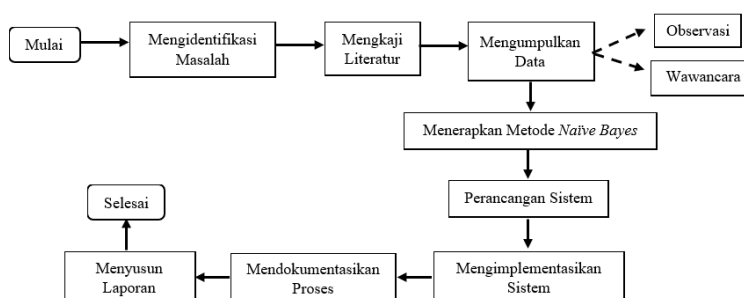 Mulai
Mengidentifikasi
Masalah
Mengkaji
Literatur
Mengumpulkan
Data
Observasi
Wawancara
Menerapkan Metode Naïve Bayes
Perancangan Sistem
Mengimplementasikan
Sistem
Mendokumentasikan
Proses
Menyusun
Laporan
Selesai